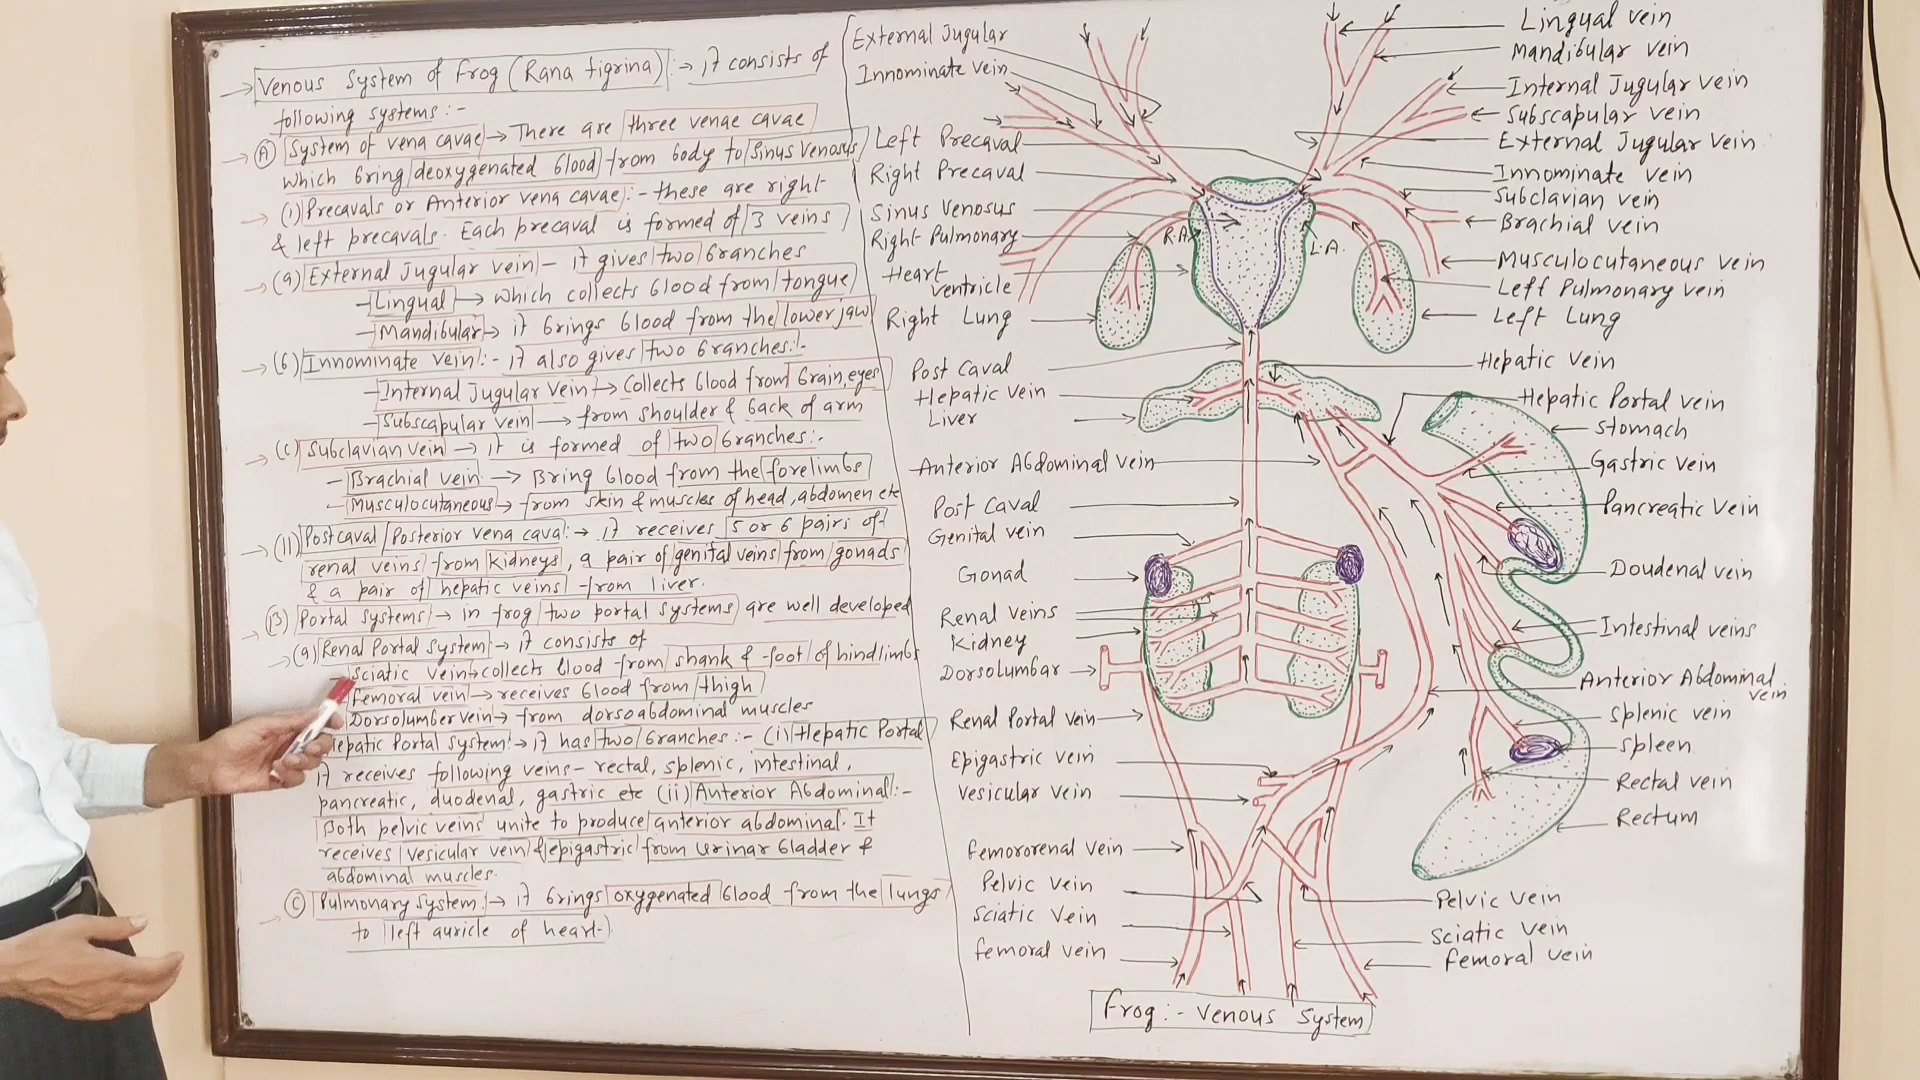 → Venous System of Frog (Rana tigrina) :→ it consists of
following systems :-
→ (A) System of vena cavae → There are three venae cavae
which bring deoxygenated blood from body to Sinus Venosus
→ (i) Precavals or Anterior vena cavae :- these are right
& left precavals. Each precaval is formed of 3 veins
→ (a) External Jugular vein - it gives two branches
- Lingual → which collects blood from tongue
- Mandibular → it brings blood from the lower jaw
→ (b) Innominate vein :- it also gives two branches :-
- Internal Jugular vein → collects blood from brain, eyes
- Subscapular vein → from shoulder & back of arm
→ (c) Subclavian vein → it is formed of two branches :-
- Brachial vein → Bring blood from the forelimbs
- Musculocutaneous → from skin & muscles of head, abdomen etc
→ (II) Postcaval/Posterior vena cava :→ it receives 5 or 6 pairs of
renal veins from kidneys, a pair of genital veins from gonads
& a pair of hepatic veins from liver.
→ (B) Portal systems → in frog two portal systems are well developed
→ (a) Renal Portal system → it consists of
- Sciatic vein → collects blood from shank & foot of hindlimbs
femoral vein → receives blood from thigh
Dorsolumber vein → from dorsoabdominal muscles
epatic Portal system → it has two branches :- (i) Hepatic Portal
it receives following veins - rectal, splenic, intestinal,
pancreatic, duodenal, gastric etc (ii) Anterior Abdominal :-
Both pelvic veins unite to produce anterior abdominal. It
receives vesicular vein & epigastric from urinar bladder &
abdominal muscles.
→ (C) Pulmonary system → it brings oxygenated blood from the lungs
to left auricle of heart.
External Jugular
Innominate vein
Left Precaval
Right Precaval
Sinus Venosus
Right Pulmonary
Heart
ventricle
Right Lung
Post Caval
Hepatic vein
Liver
Anterior Abdominal vein
Post Caval
Genital vein
Gonad
Renal veins
Kidney
Dorsolumbar
Renal Portal vein
Epigastric vein
Vesicular vein
femororenal vein
Pelvic vein
Sciatic vein
femoral vein
R.A
L.A.
Lingual vein
Mandibular vein
Internal Jugular vein
Subscapular vein
External Jugular vein
Innominate vein
Subclavian vein
Brachial vein
Musculocutaneous vein
Left Pulmonary vein
Left Lung
Hepatic vein
Hepatic Portal vein
Stomach
Gastric vein
Pancreatic vein
Doudenal vein
Intestinal veins
Anterior Abdominal
vein
Splenic vein
Spleen
Rectal vein
Rectum
Pelvic vein
Sciatic vein
femoral vein
Frog :- Venous System